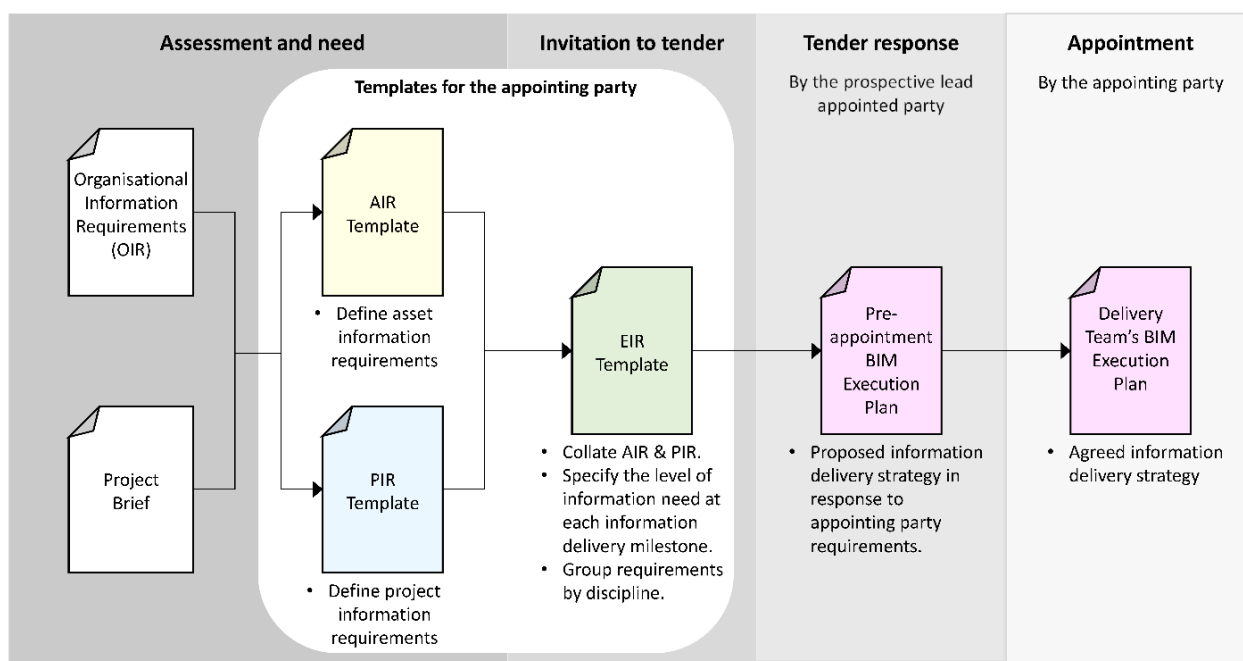 Assessment and need
Invitation to tender
Tender response
Appointment
By the prospective lead
appointed party
By the appointing party
Templates for the appointing party
Organisational
Information
Requirements
(OIR)
Project
Brief
AIR
Template
• Define asset
information
requirements
PIR
Template
• Define project
information
requirements
EIR
Template
• Collate AIR & PIR.
• Specify the level of
information need at
each information
delivery milestone.
• Group requirements
by discipline.
Pre-
appointment
BIM
Execution
Plan
• Proposed information
delivery strategy in
response to
appointing party
requirements.
Delivery
Team's BIM
Execution
Plan
• Agreed information
delivery strategy